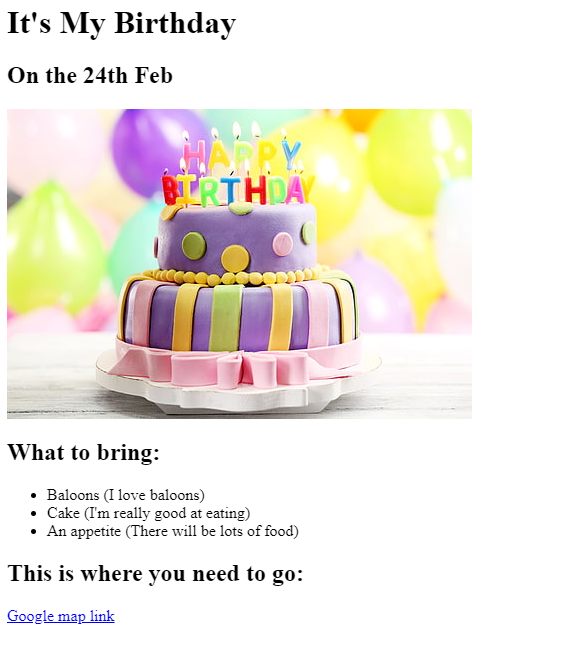 It's My Birthday
On the 24th Feb
HAPPY
BIRTHDAY
What to bring:
Baloons (I love baloons)
Cake (I'm really good at eating)
An appetite (There will be lots of food)
This is where you need to go:
Google map link